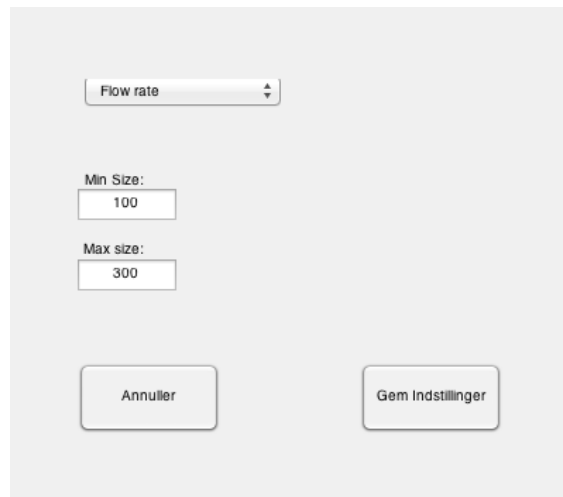 Flow rate
Min Size:
100
Max size:
300
Annuller
Gem Indstillinger